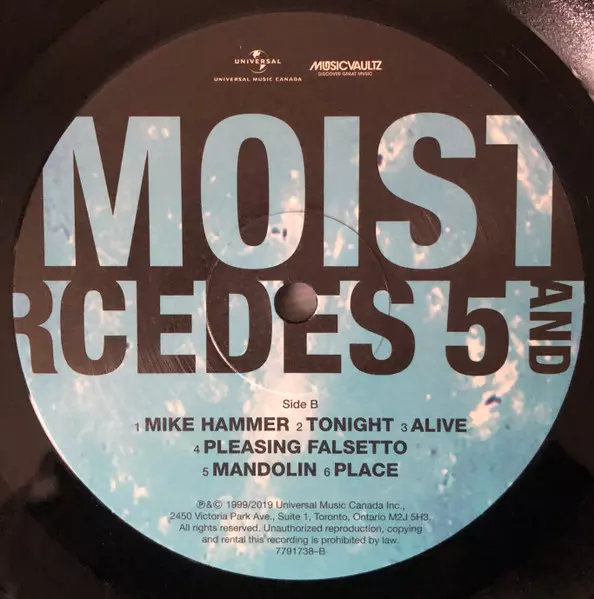 UNIVERSAL
UNIVERSAL MUSIC CANADA
MUSICVAULTZ
DISCOVER GREAT MUSIC
MOIST
RCEDES 5 AND
Side B
1 MIKE HAMMER 2 TONIGHT 3 ALIVE
4 PLEASING FALSETTO
5 MANDOLIN 6 PLACE
℗&© 1999/2019 Universal Music Canada Inc.,
2450 Victoria Park Ave., Suite 1, Toronto, Ontario M2J 5H3.
All rights reserved. Unauthorized reproduction, copying
and rental this recording is prohibited by law.
7791738–B